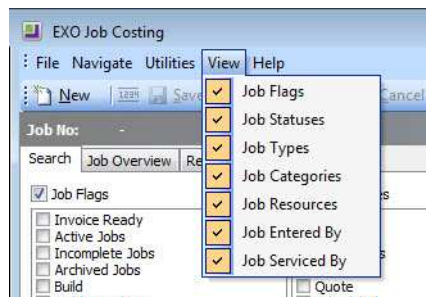 EXO Job Costing
File Navigate Utilities View Help
New Save Cancel
Job No: -
Search Job Overview Re
Job Flags
Job Statuses
Job Types
Job Categories
Job Resources
Job Entered By
Job Serviced By
Job Flags
Invoice Ready
Active Jobs
Incomplete Jobs
Archived Jobs
Build
Quote